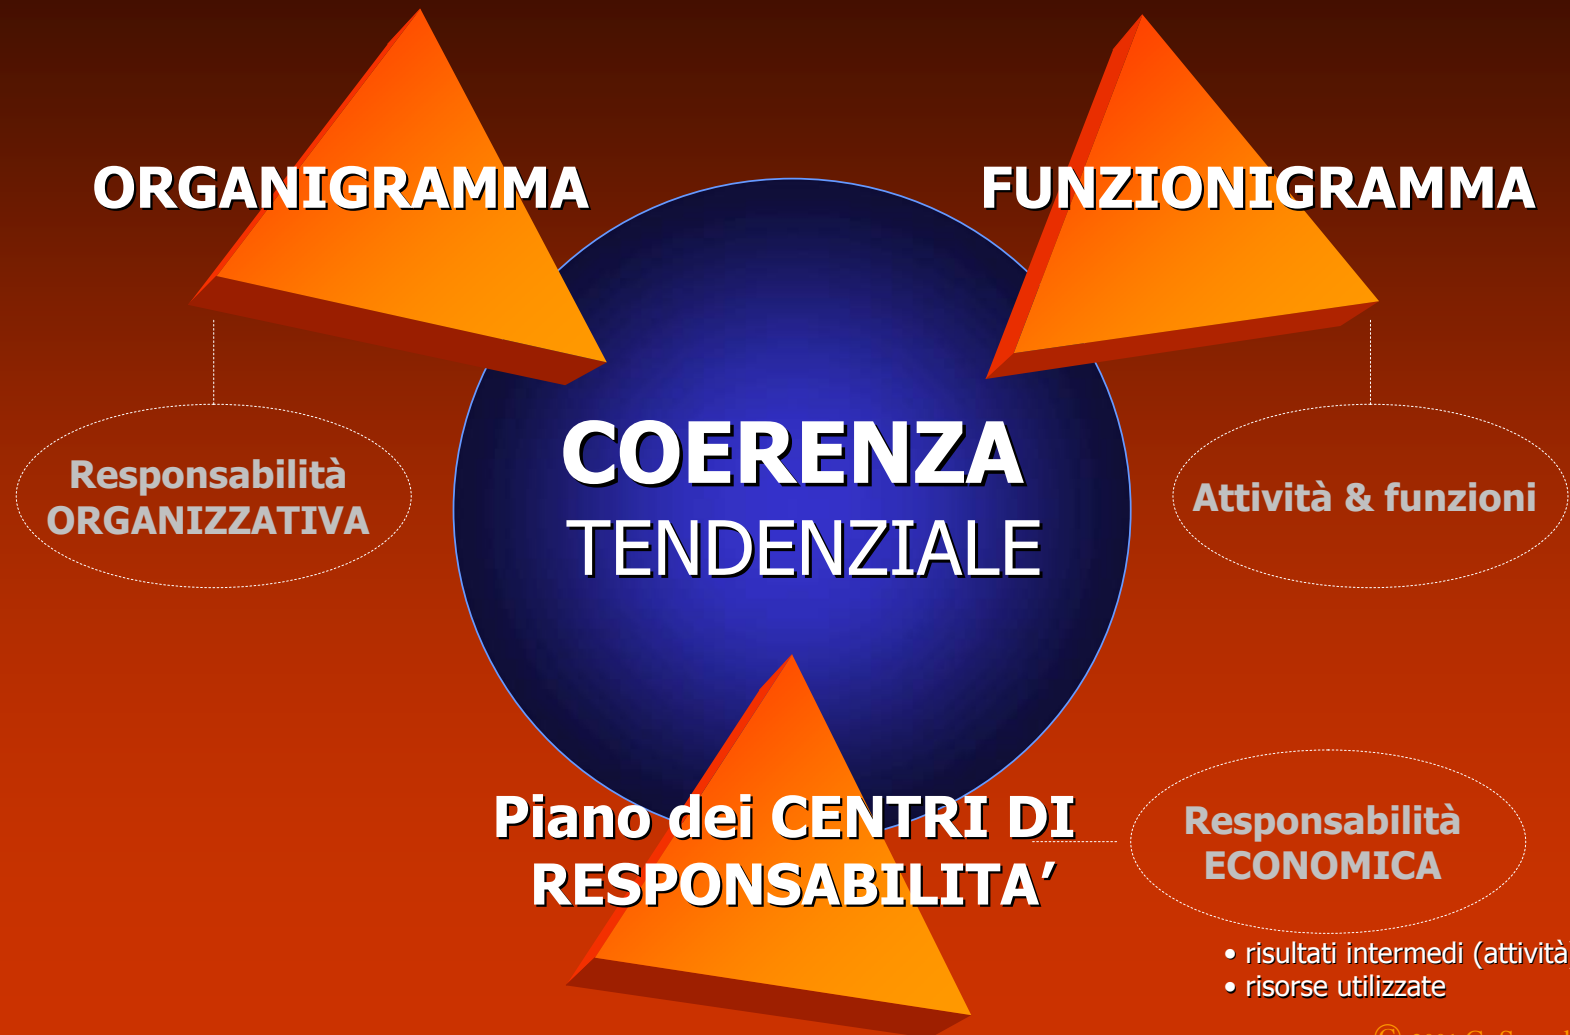 ORGANIGRAMMA
FUNZIONIGRAMMA
COERENZA
TENDENZIALE
Responsabilità
ORGANIZZATIVA
Attività & funzioni
Piano dei CENTRI DI
RESPONSABILITA’
Responsabilità
ECONOMICA
• risultati intermedi (attività
• risorse utilizzate